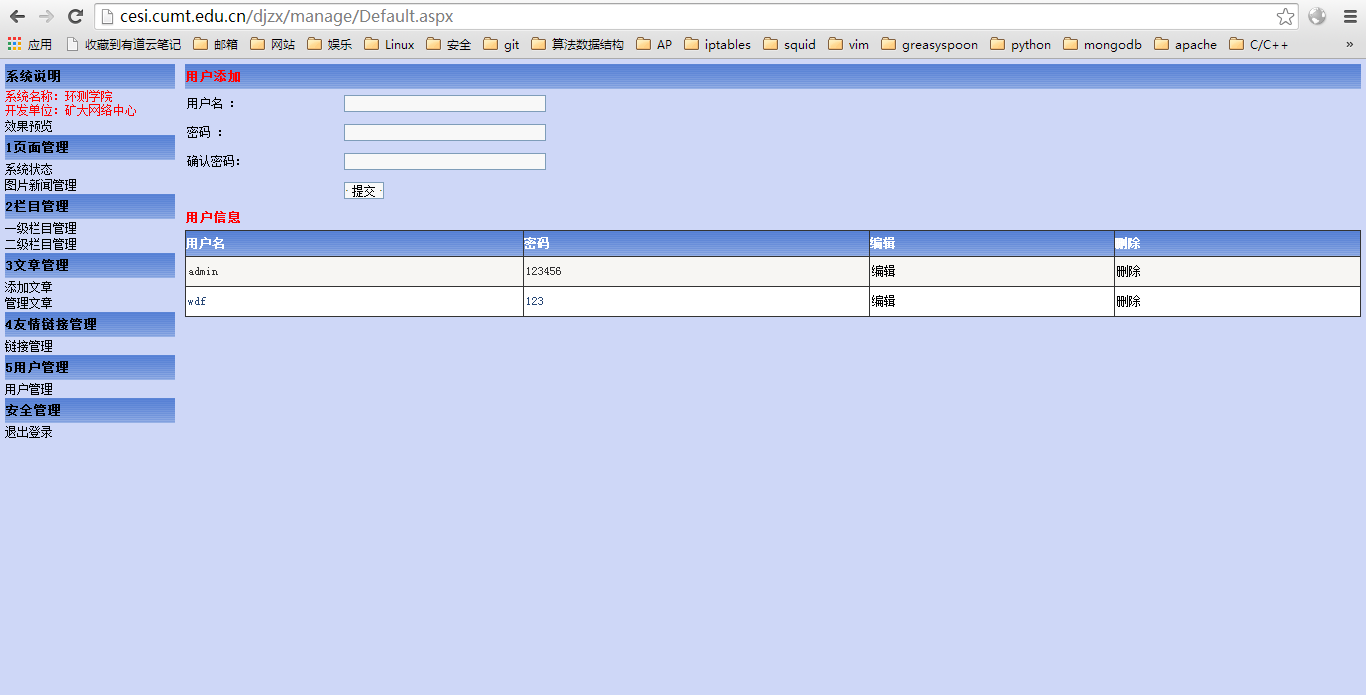 cesi.cumt.edu.cn/djzx/manage/Default.aspx
应用 收藏到有道云笔记 邮箱 网站 娱乐 Linux 安全 git 算法数据结构 AP iptables squid vim greasyspoon python mongodb apache C/C++ »
系统说明
系统名称：环测学院
开发单位：矿大网络中心
效果预览
1页面管理
系统状态
图片新闻管理
2栏目管理
一级栏目管理
二级栏目管理
3文章管理
添加文章
管理文章
4友情链接管理
链接管理
5用户管理
用户管理
安全管理
退出登录
用户添加
用户名 ：
密码 ：
确认密码：
提交
用户信息
用户名 密码 编辑 删除
admin 123456 编辑 删除
wdf 123 编辑 删除